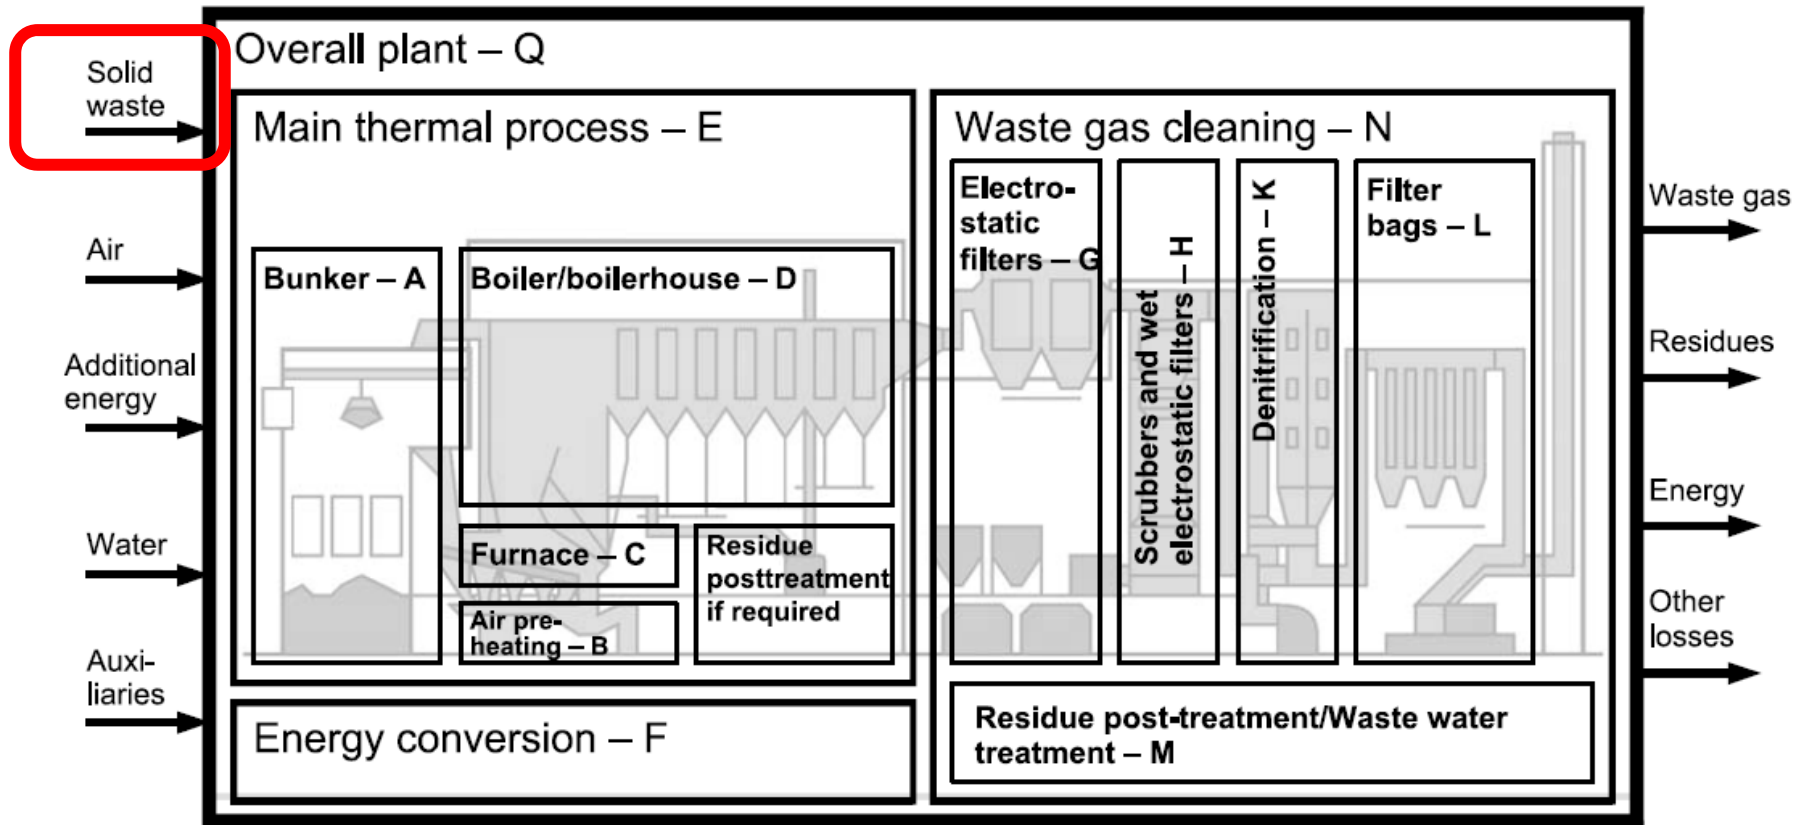 Overall plant – Q
Solid
waste
Air
Additional
energy
Water
Auxi-
liaries
Main thermal process – E
Bunker – A
Boiler/boilerhouse – D
Furnace – C
Air pre-
heating – B
Residue
posttreatment
if required
Energy conversion – F
Waste gas cleaning – N
Electro-
static
filters – G
Scrubbers and wet
electrostatic filters – H
Denitrification – K
Filter
bags – L
Residue post-treatment/Waste water
treatment – M
Waste gas
Residues
Energy
Other
losses